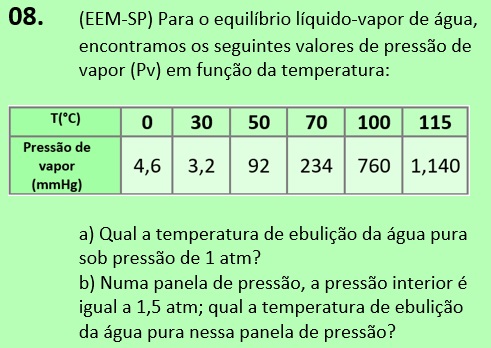 08. (EEM-SP) Para o equilíbrio líquido-vapor de água,
encontramos os seguintes valores de pressão de
vapor (Pv) em função da temperatura:
T(°C) 0 30 50 70 100 115
Pressão de
vapor
(mmHg) 4,6 3,2 92 234 760 1,140
a) Qual a temperatura de ebulição da água pura
sob pressão de 1 atm?
b) Numa panela de pressão, a pressão interior é
igual a 1,5 atm; qual a temperatura de ebulição
da água pura nessa panela de pressão?